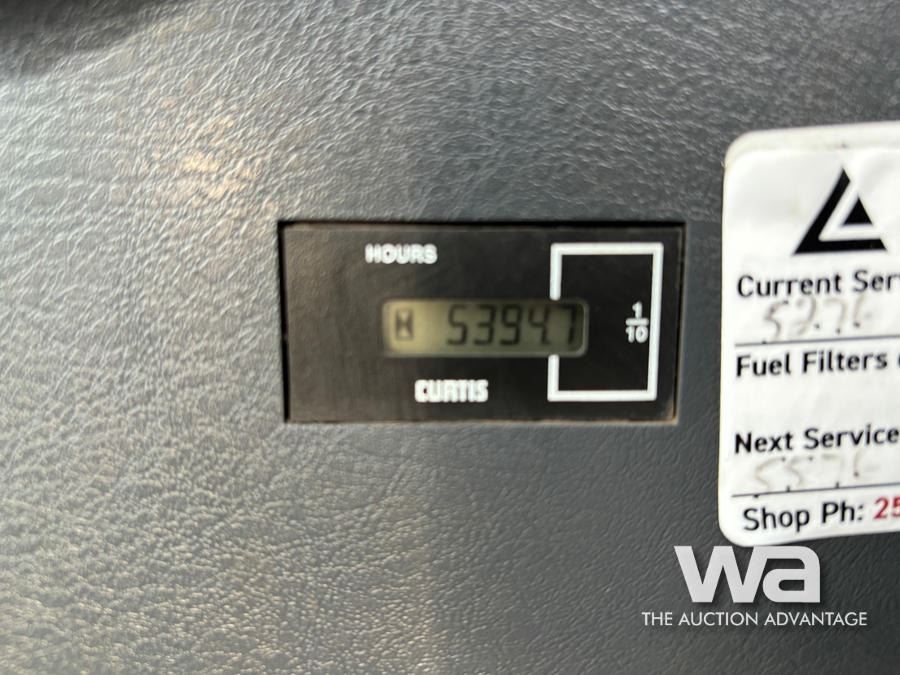 HOURS
5394.7
1/10
CURTIS
Current Ser
5276
Fuel Filters
Next Service
5576
Shop Ph: 25
wa
THE AUCTION ADVANTAGE